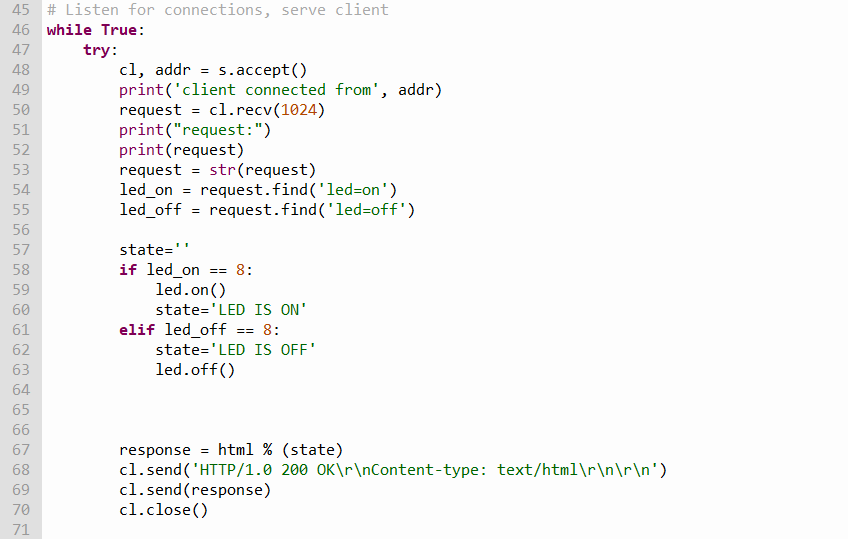 45 # Listen for connections, serve client
46 while True:
47     try:
48         cl, addr = s.accept()
49         print('client connected from', addr)
50         request = cl.recv(1024)
51         print("request:")
52         print(request)
53         request = str(request)
54         led_on = request.find('led=on')
55         led_off = request.find('led=off')
56
57         state=''
58         if led_on == 8:
59             led.on()
60             state='LED IS ON'
61         elif led_off == 8:
62             state='LED IS OFF'
63             led.off()
64
65
66
67         response = html % (state)
68         cl.send('HTTP/1.0 200 OK\r\nContent-type: text/html\r\n\r\n')
69         cl.send(response)
70         cl.close()
71